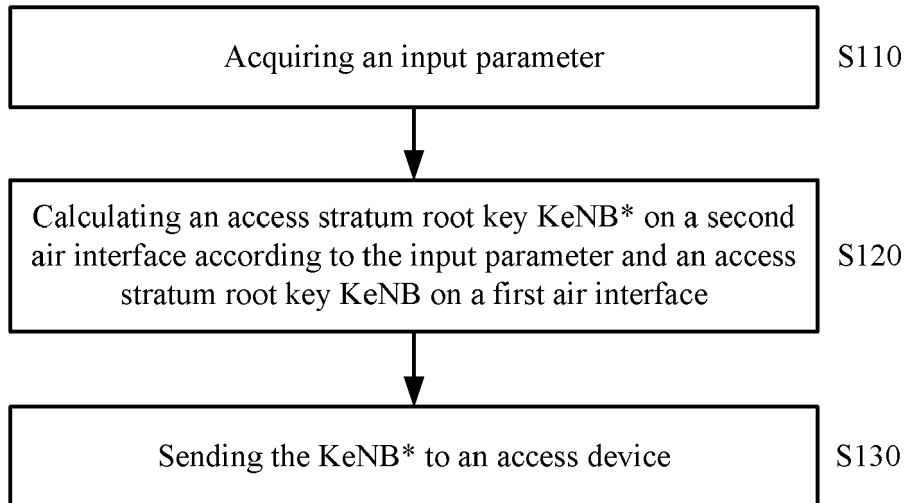 Acquiring an input parameter
S110
Calculating an access stratum root key KeNB* on a second
air interface according to the input parameter and an access
stratum root key KeNB on a first air interface
S120
Sending the KeNB* to an access device
S130